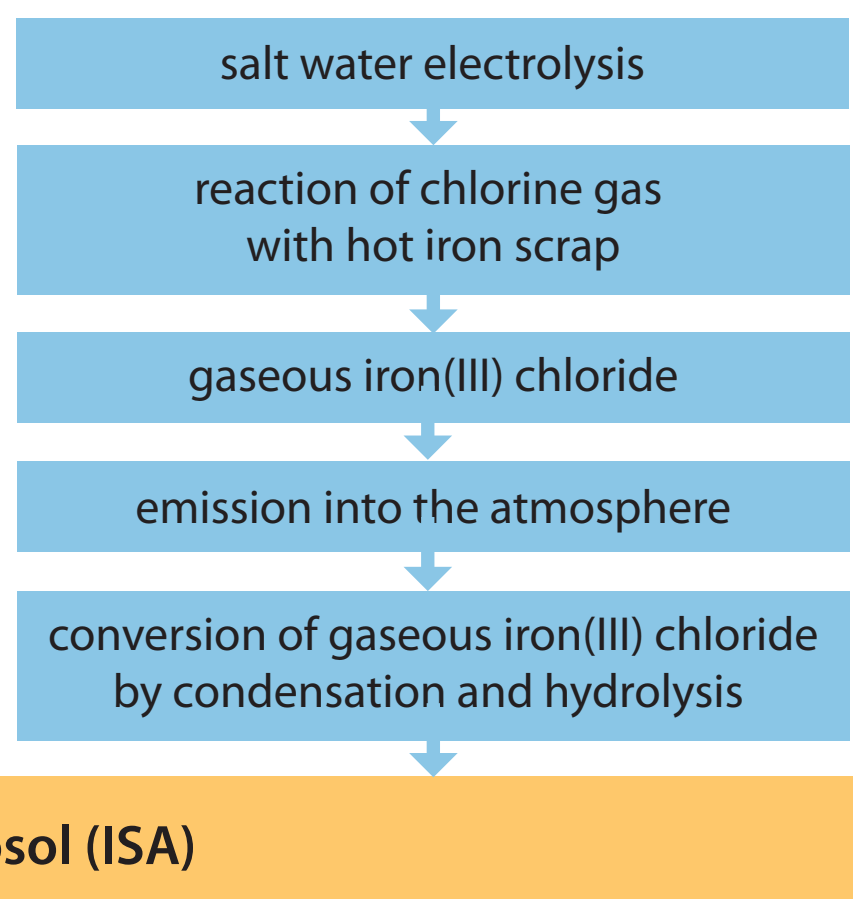 salt water electrolysis
reaction of chlorine gas
with hot iron scrap
gaseous iron(III) chloride
emission into the atmosphere
conversion of gaseous iron(III) chloride
by condensation and hydrolysis
osol (ISA)